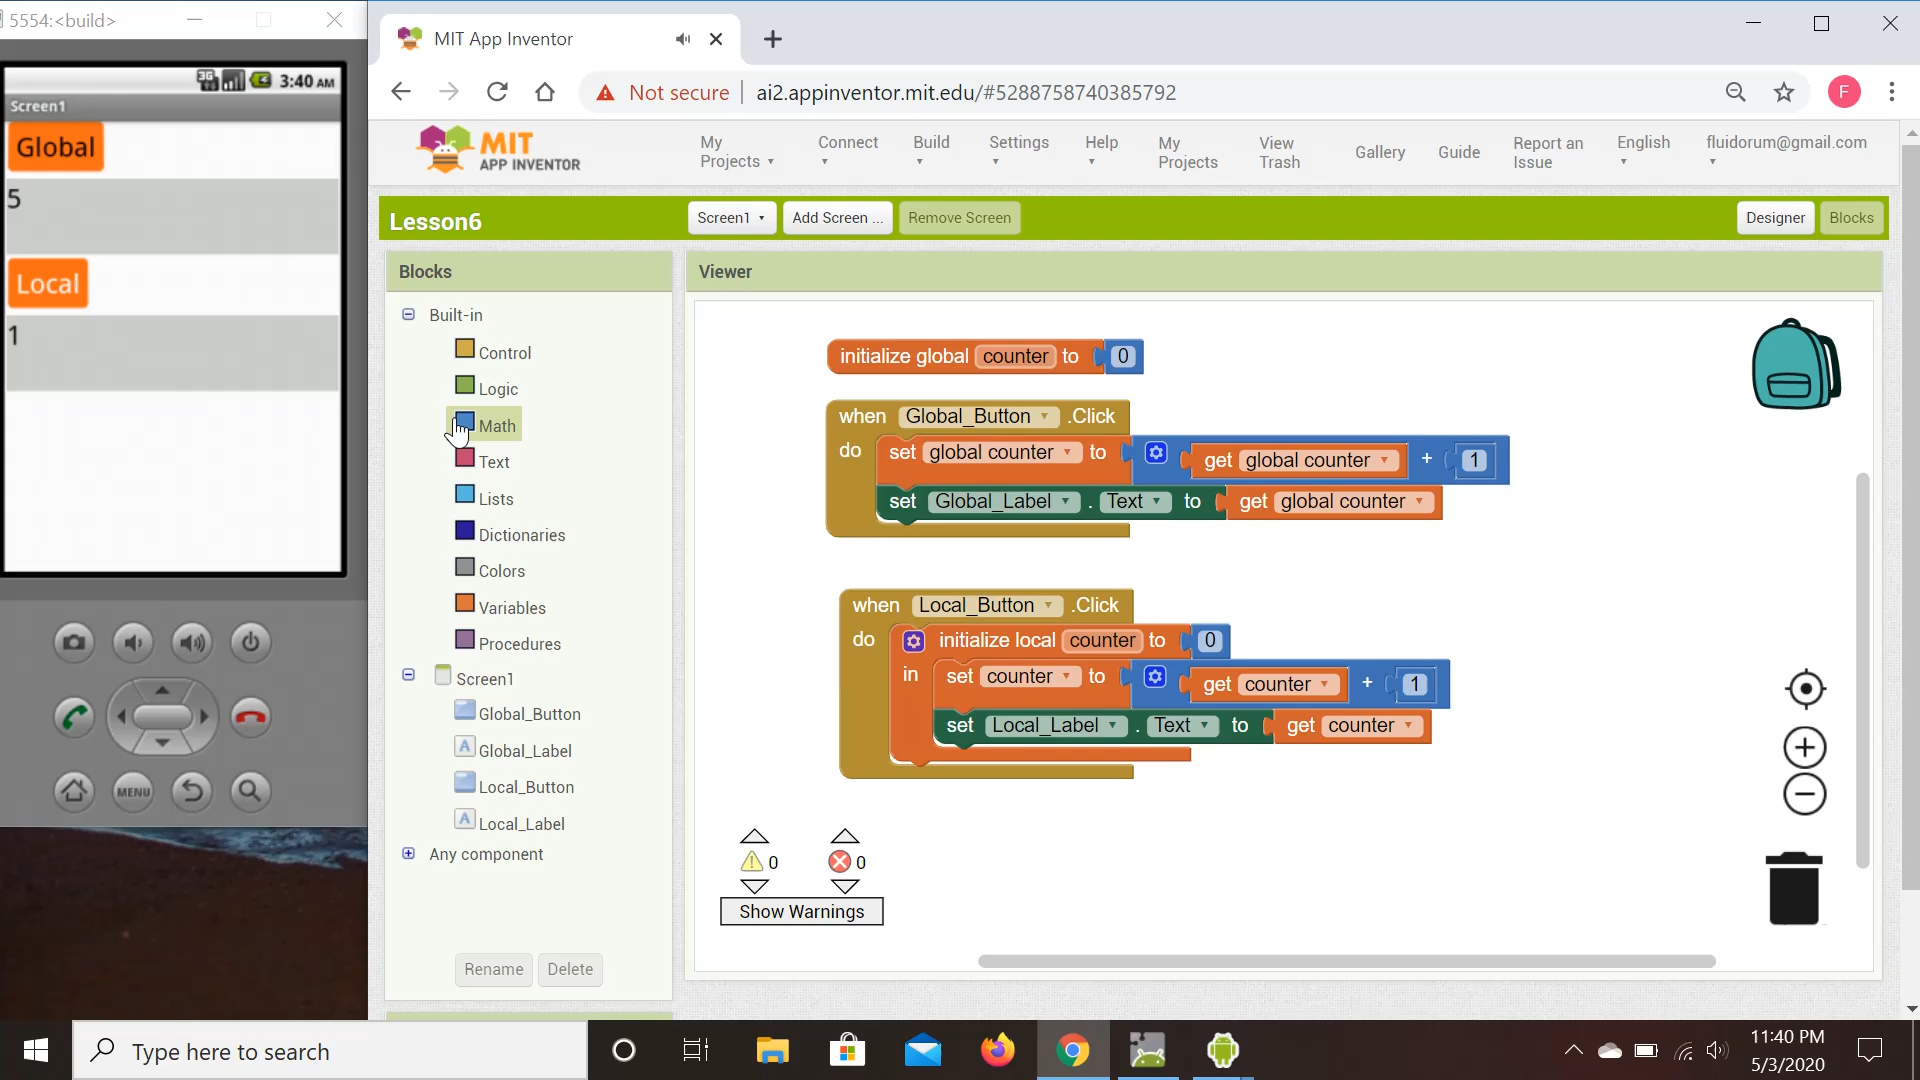 5554:<build>
3G 3:40 AM
Screen1
Global
5
Local
1
MENU
MIT App Inventor
Not secure ai2.appinventor.mit.edu/#5288758740385792
F
MIT
APP INVENTOR
My Projects
Connect
Build
Settings
Help
My Projects
View Trash
Gallery
Guide
Report an Issue
English
fluidorum@gmail.com
Lesson6
Screen1
Add Screen ...
Remove Screen
Designer
Blocks
Blocks
Built-in
Control
Logic
Math
Text
Lists
Dictionaries
Colors
Variables
Procedures
Screen1
Global_Button
A Global_Label
Local_Button
A Local_Label
Any component
Rename
Delete
Viewer
initialize global counter to 0
when Global_Button .Click
do set global counter to get global counter + 1
set Global_Label . Text to get global counter
when Local_Button .Click
do initialize local counter to 0
in set counter to get counter + 1
set Local_Label . Text to get counter
0 0
Show Warnings
Type here to search
11:40 PM
5/3/2020